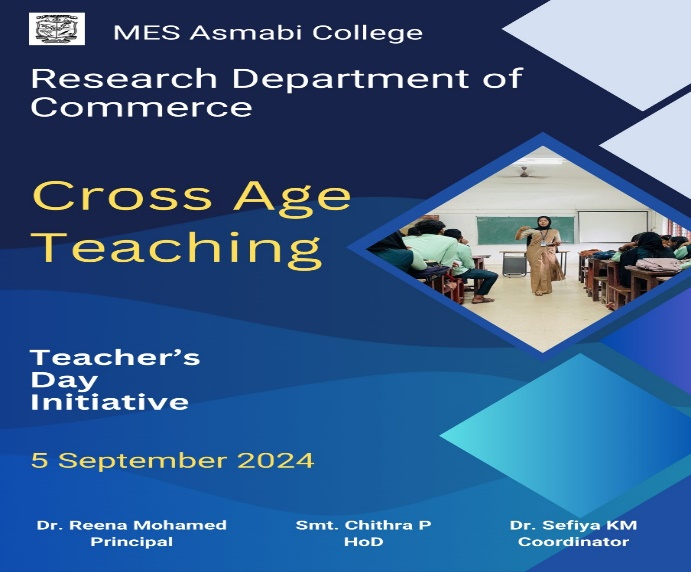 MES Asmabi College
Research Department of
Commerce
Cross Age
Teaching
Teacher’s
Day
Initiative
5 September 2024
Dr. Reena Mohamed
Principal
Smt. Chithra P
HoD
Dr. Sefiya KM
Coordinator